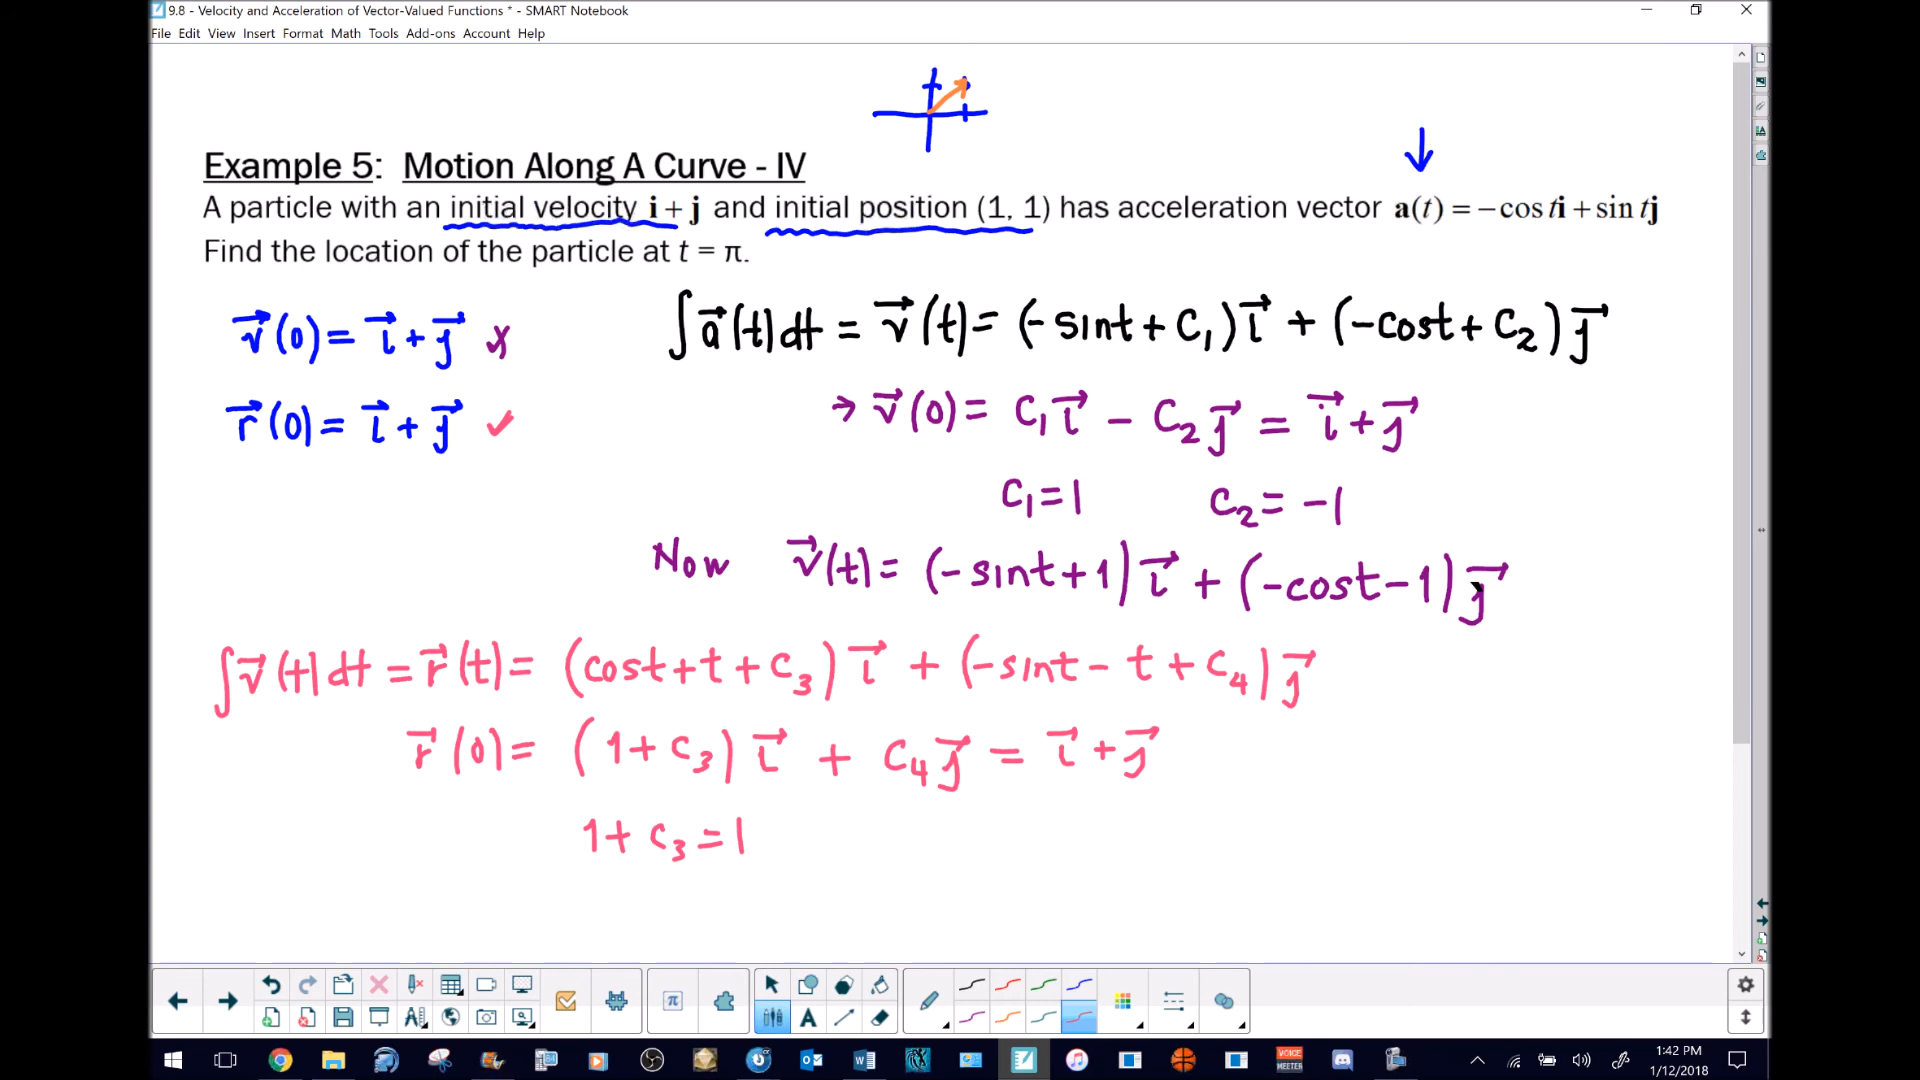 9.8 - Velocity and Acceleration of Vector-Valued Functions * - SMART Notebook
File Edit View Insert Format Math Tools Add-ons Account Help
Example 5: Motion Along A Curve - IV
A particle with an initial velocity i + j and initial position (1, 1) has acceleration vector a(t) = −cos ti + sin tj
Find the location of the particle at t = π.
∫a⃗(t)dt = v⃗(t) = (-sint + C₁)i⃗ + (-cost + C₂)j⃗
v⃗(0) = i⃗ + j⃗
→ v⃗(0) = C₁i⃗ - C₂j⃗ = i⃗ + j⃗
r⃗(0) = i⃗ + j⃗ ✓
C₁ = 1 C₂ = -1
Now v⃗(t) = (-sint + 1)i⃗ + (-cost - 1)j⃗
∫v⃗(t)dt = r⃗(t) = (cost + t + C₃)i⃗ + (-sint - t + C₄)j⃗
r⃗(0) = (1 + C₃)i⃗ + C₄j⃗ = i⃗ + j⃗
1 + C₃ = 1
π
A
VOICE MEETER
1:42 PM
1/12/2018